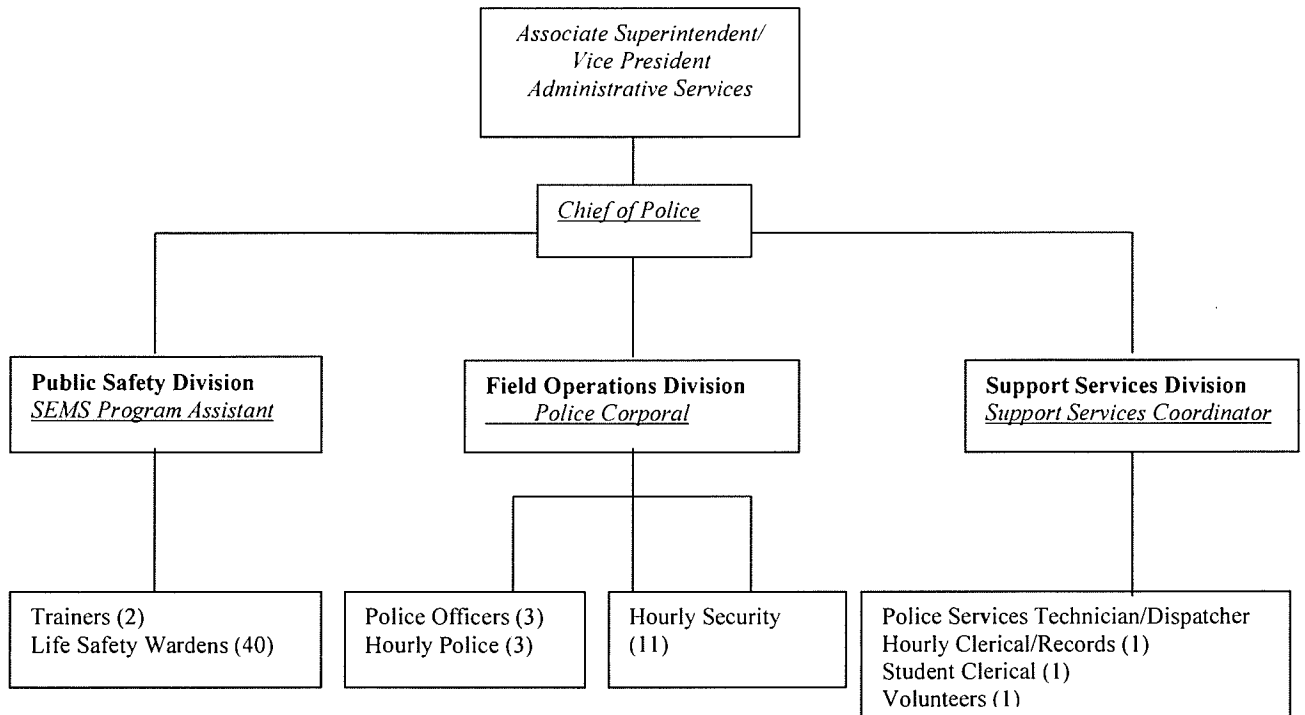 Associate Superintendent/
Vice President
Administrative Services
Chief of Police
Public Safety Division
SEMS Program Assistant
Field Operations Division
Police Corporal
Support Services Division
Support Services Coordinator
Trainers (2)
Life Safety Wardens (40)
Police Officers (3)
Hourly Police (3)
Hourly Security
(11)
Police Services Technician/Dispatcher
Hourly Clerical/Records (1)
Student Clerical (1)
Volunteers (1)